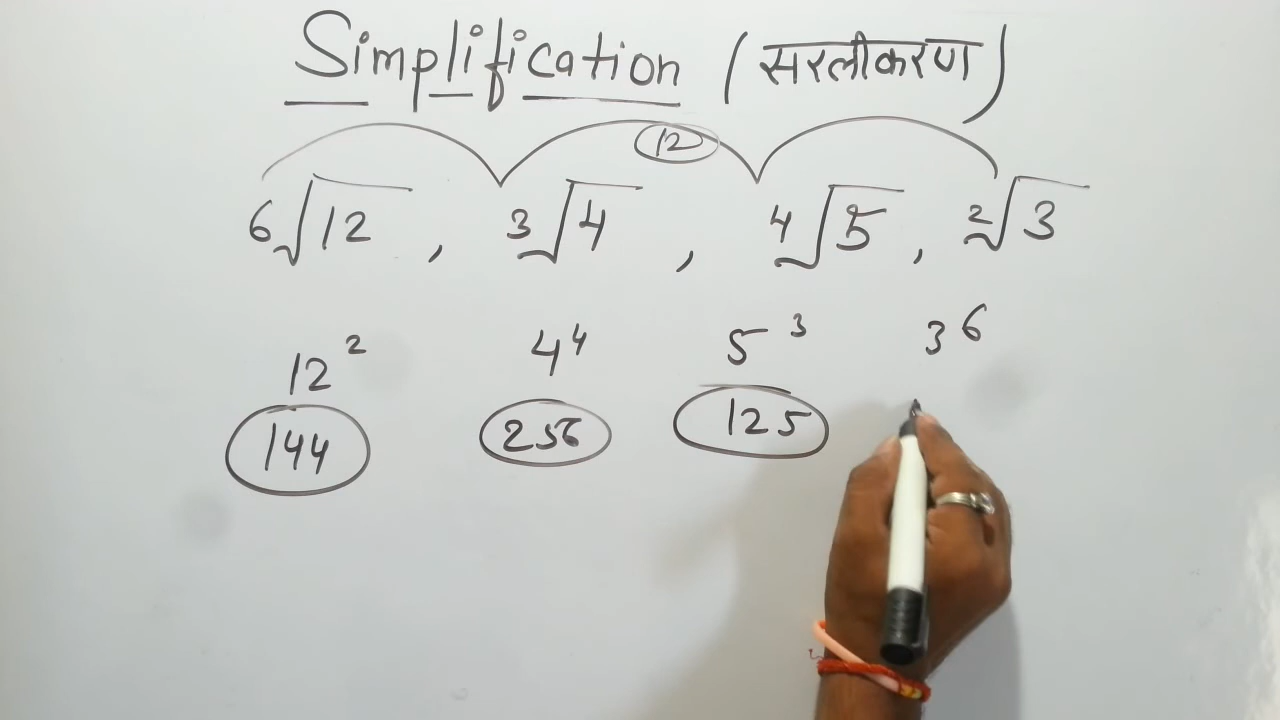 Simplification (सरलीकरण)
12
⁶√12 , ³√4 , ⁴√5 , ²√3
12² 4⁴ 5³ 3⁶
144 256 125